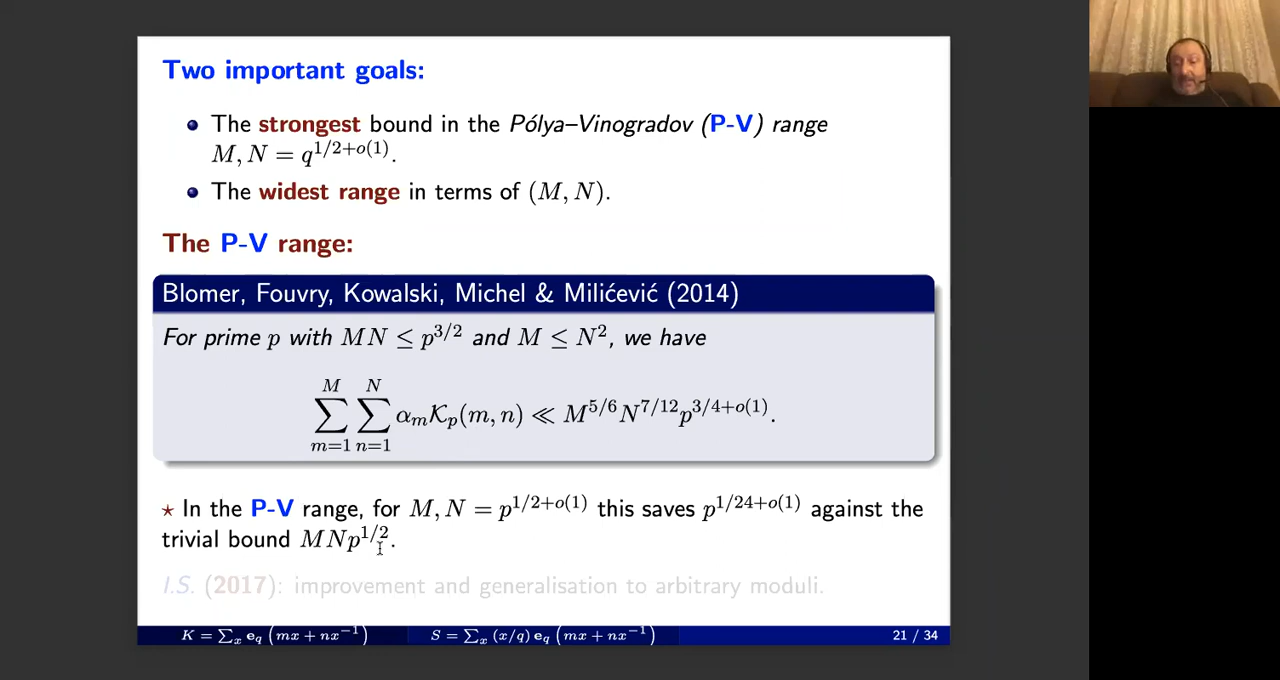 Two important goals:
The strongest bound in the Pólya–Vinogradov (P-V) range
M, N = q^{1/2+o(1)}.
The widest range in terms of (M, N).
The P-V range:
Blomer, Fouvry, Kowalski, Michel & Milićević (2014)
For prime p with MN ≤ p^{3/2} and M ≤ N^2, we have
\sum_{m=1}^{M} \sum_{n=1}^{N} α_m 𝒦_p(m, n) ≪ M^{5/6} N^{7/12} p^{3/4+o(1)}.
⋆ In the P-V range, for M, N = p^{1/2+o(1)} this saves p^{1/24+o(1)} against the
trivial bound MNp^{1/2}.
I.S. (2017): improvement and generalisation to arbitrary moduli.
K = ∑_x e_q (mx + nx^{−1}) S = ∑_x (x/q) e_q (mx + nx^{−1}) 21 / 34